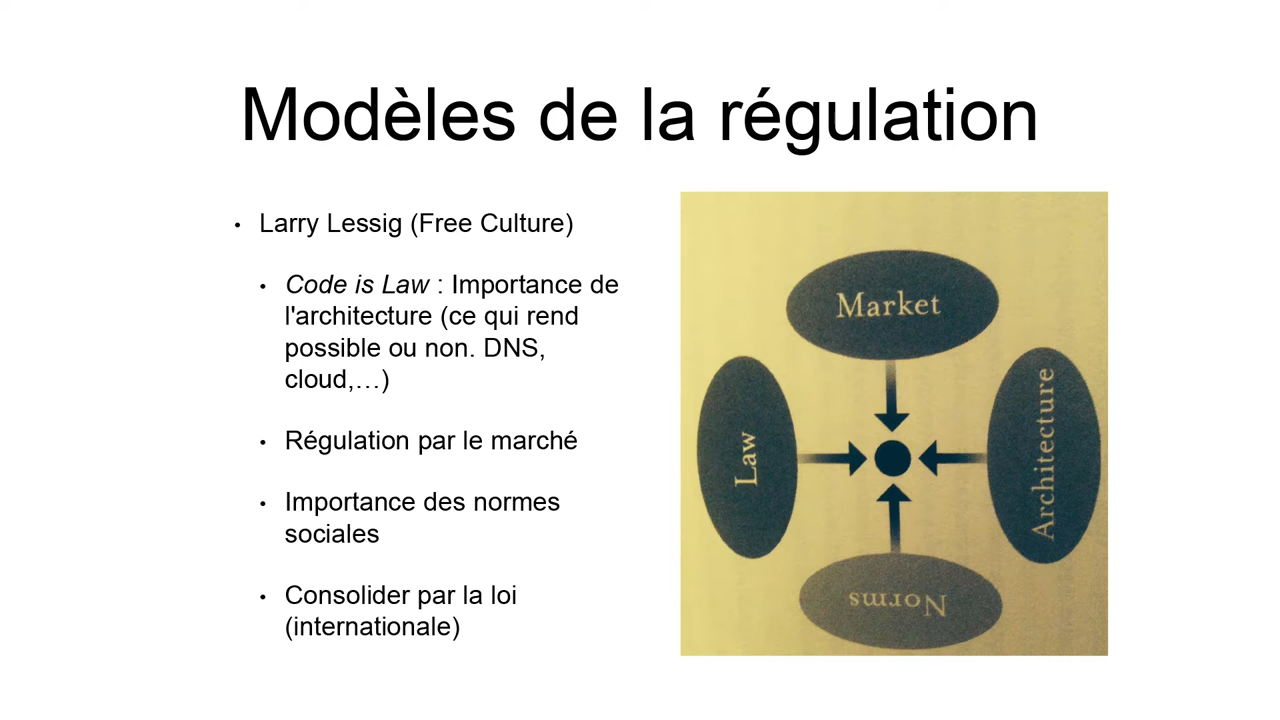 Modèles de la régulation
• Larry Lessig (Free Culture)
• Code is Law : Importance de
l'architecture (ce qui rend
possible ou non. DNS,
cloud,…)
• Régulation par le marché
• Importance des normes
sociales
• Consolider par la loi
(internationale)
Market
Law
Architecture
Norms